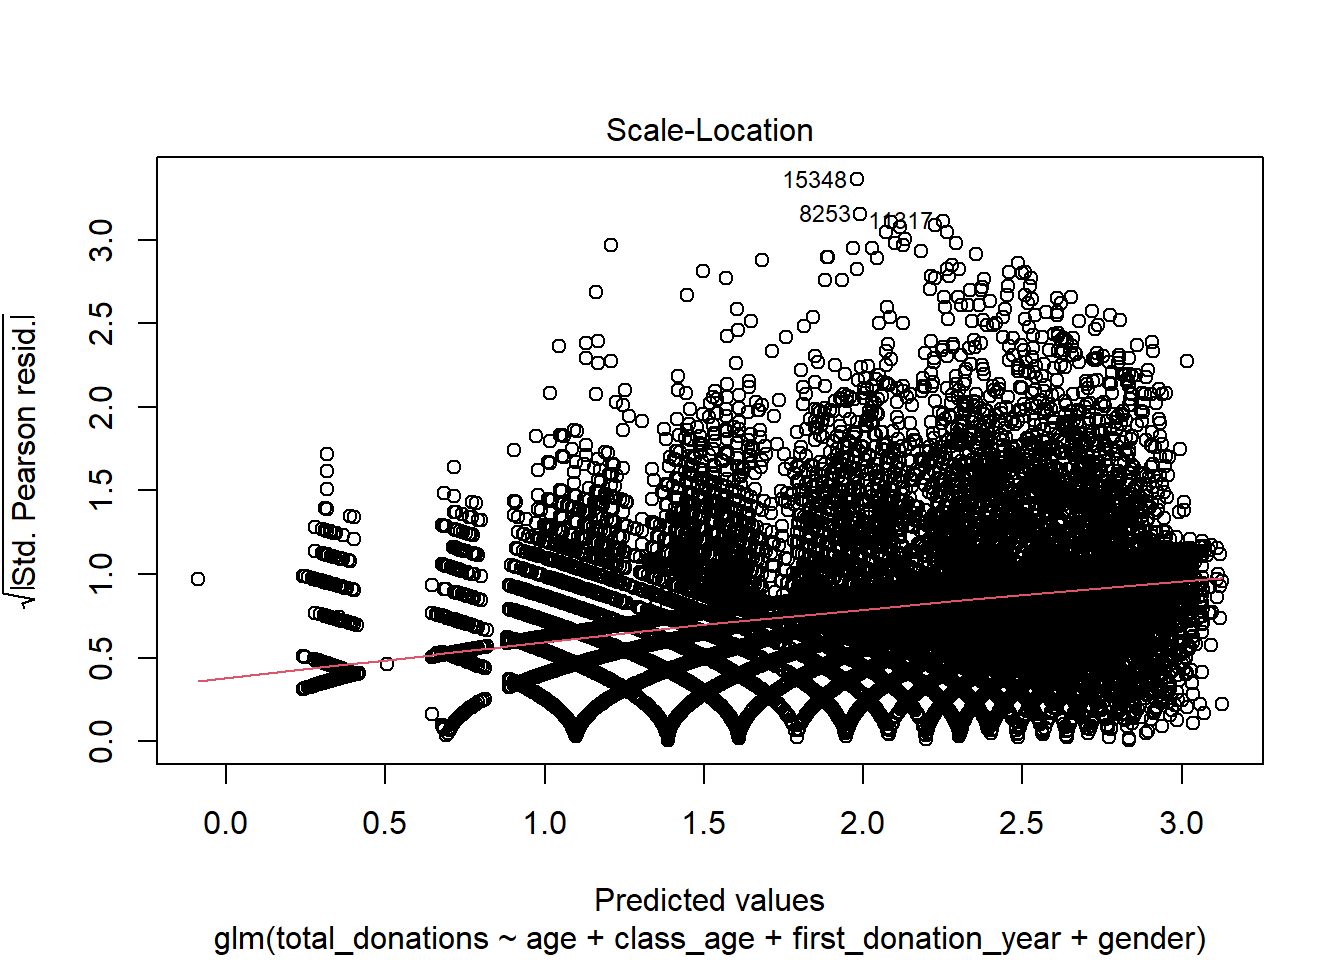 Scale-Location
√|Std. Pearson resid.|
3.0
2.5
2.0
1.5
1.0
0.5
0.0
15348
8253
11317
0.0 0.5 1.0 1.5 2.0 2.5 3.0
Predicted values
glm(total_donations ~ age + class_age + first_donation_year + gender)